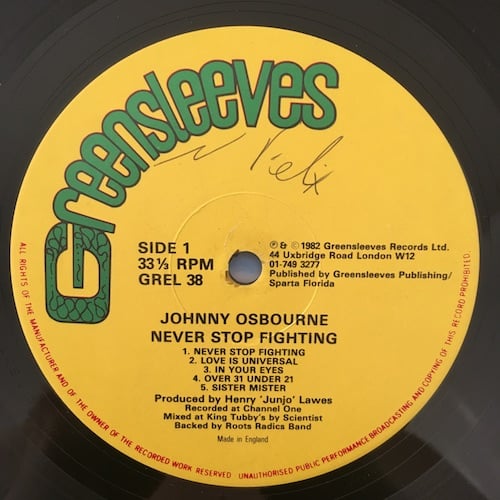 Greensleeves
Felix
SIDE 1
33⅓ RPM
GREL 38
℗ & © 1982 Greensleeves Records Ltd.
44 Uxbridge Road London W12
01-749 3277
Published by Greensleeves Publishing/
Sparta Florida
JOHNNY OSBOURNE
NEVER STOP FIGHTING
1. NEVER STOP FIGHTING
2. LOVE IS UNIVERSAL
3. IN YOUR EYES
4. OVER 31 UNDER 21
5. SISTER MISTER
Produced by Henry 'Junjo' Lawes
Recorded at Channel One
Mixed at King Tubby's by Scientist
Backed by Roots Radics Band
Made in England
ALL RIGHTS OF THE MANUFACTURER AND OF THE OWNER OF THE RECORDED WORK RESERVED · UNAUTHORISED PUBLIC PERFORMANCE BROADCASTING AND COPYING OF THIS RECORD PROHIBITED